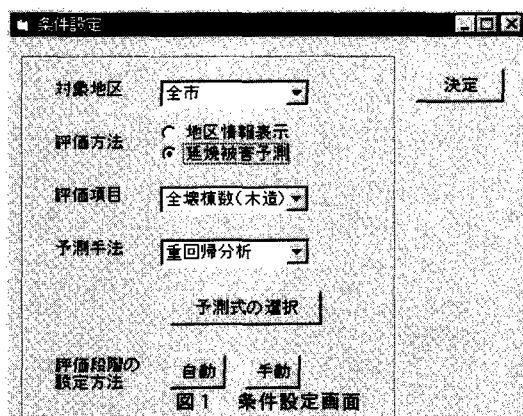 条件設定
対象地区 全市
決定
評価方法 地区情報表示
延焼被害予測
評価項目 全壊棟数(木造)
予測手法 重回帰分析
予測式の選択
評価段階の
設定方法 自動 手動
図1 条件設定画面